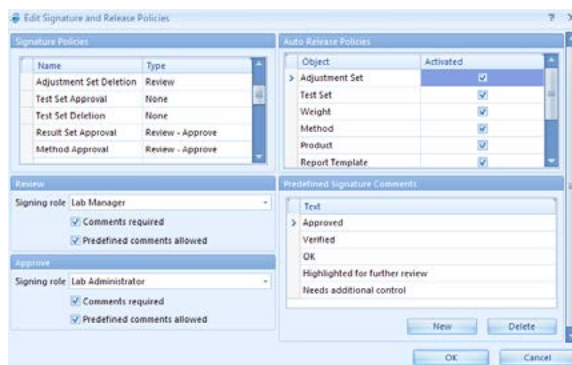 Edit Signature and Release Policies
Signature Policies
Name Type
Adjustment Set Deletion Review
Test Set Approval None
Test Set Deletion None
Result Set Approval Review - Approve
Method Approval Review - Approve
Review
Signing role Lab Manager
Comments required
Predefined comments allowed
Approve
Signing role Lab Administrator
Comments required
Predefined comments allowed
Auto Release Policies
Object Activated
Adjustment Set
Test Set
Weight
Method
Product
Report Template
Predefined Signature Comments
Text
Approved
Verified
OK
Highlighted for further review
Needs additional control
New Delete
OK Cancel